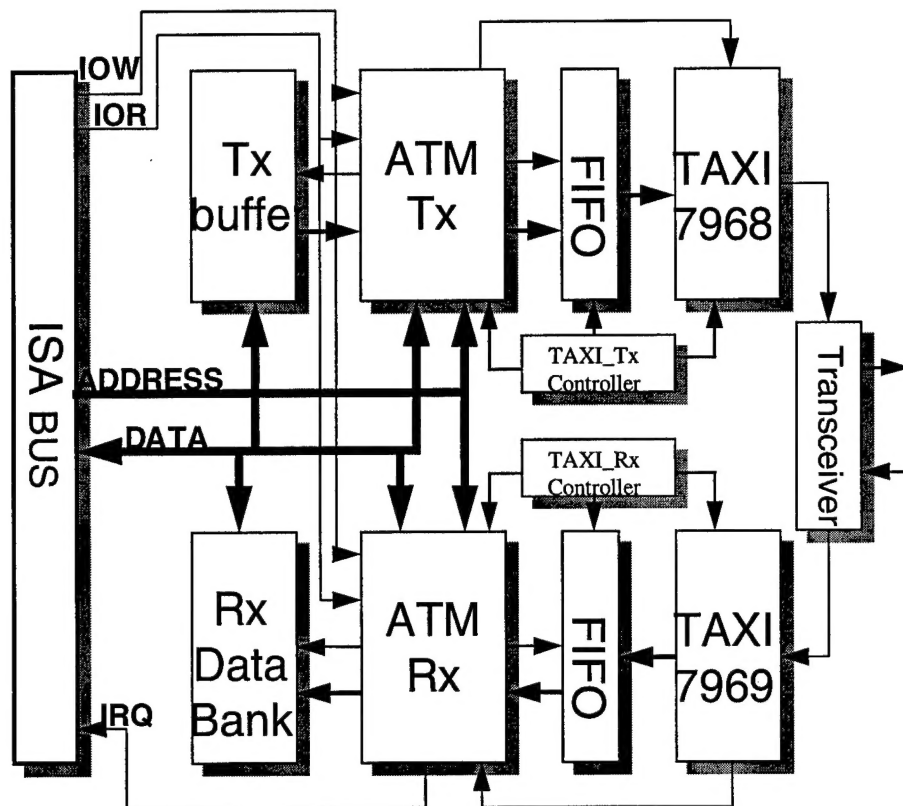 IOW
IOR
ISA BUS
ADDRESS
DATA
IRQ
Tx
buffe
ATM
Tx
FIFO
TAXI
7968
TAXI_Tx
Controller
Transceiver
TAXI_Rx
Controller
Rx
Data
Bank
ATM
Rx
FIFO
TAXI
7969